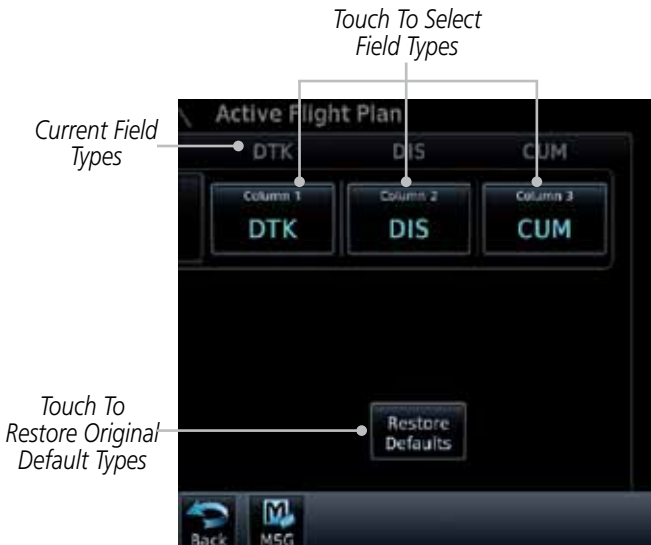 Touch To Select
Field Types
Active Flight Plan
Current Field
Types
DTK DIS CUM
Column 1 Column 2 Column 3
DTK DIS CUM
Touch To
Restore Original
Default Types
Restore
Defaults
Back MSG